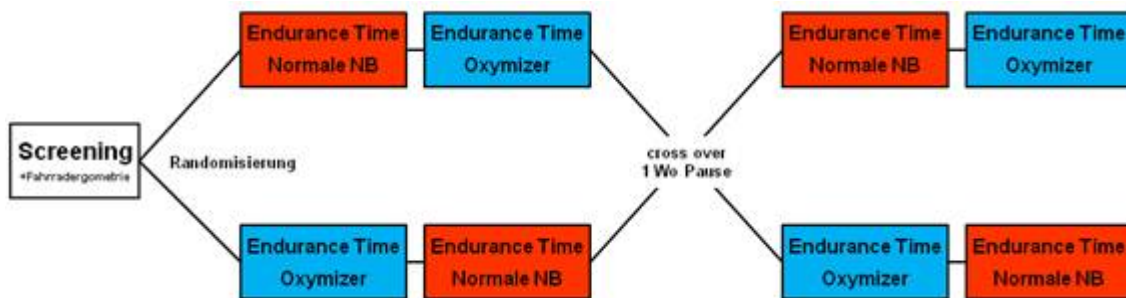 Endurance Time
Normale NB
Endurance Time
Oxymizer
Endurance Time
Normale NB
Endurance Time
Oxymizer
Screening
+Fahrradergometrie
Randomisierung
cross over
1 Wo Pause
Endurance Time
Oxymizer
Endurance Time
Normale NB
Endurance Time
Oxymizer
Endurance Time
Normale NB